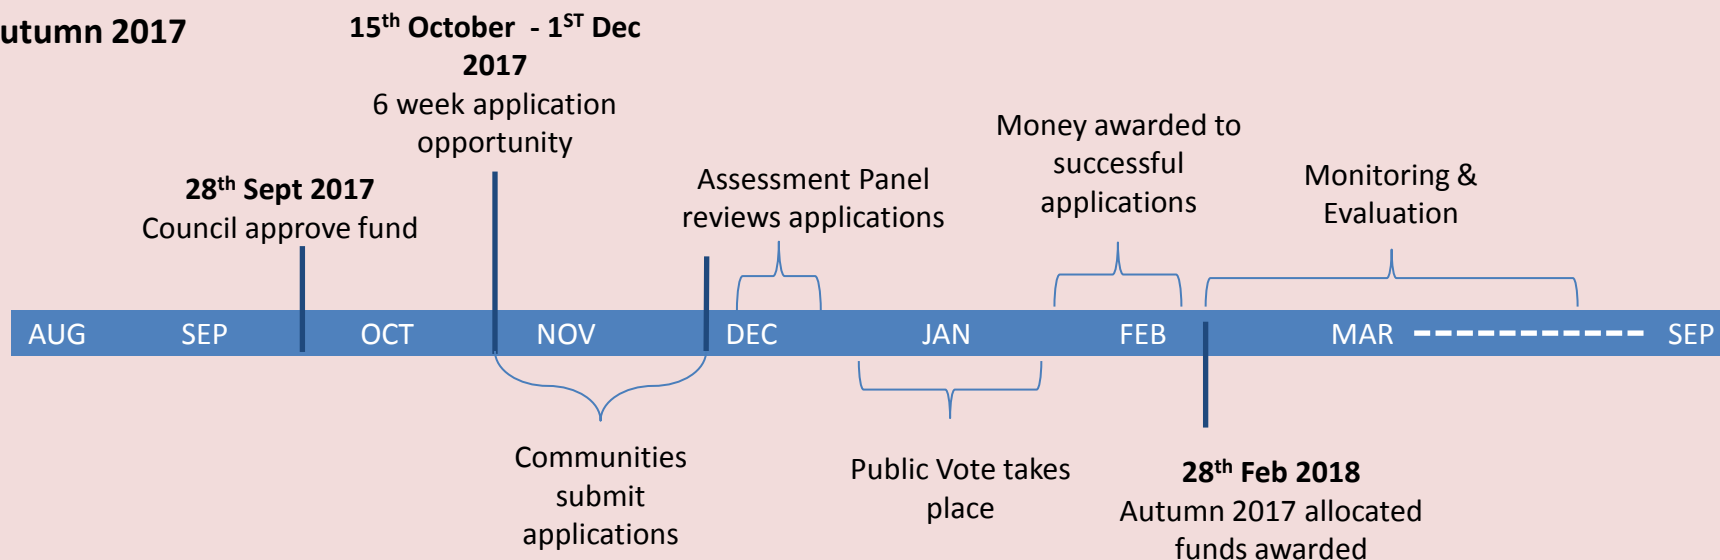 utumn 2017
15th October - 1ST Dec
2017
6 week application
opportunity
28th Sept 2017
Council approve fund
Assessment Panel
reviews applications
Money awarded to
successful
applications
Monitoring &
Evaluation
AUG SEP OCT NOV DEC JAN FEB MAR SEP
Communities
submit
applications
Public Vote takes
place
28th Feb 2018
Autumn 2017 allocated
funds awarded